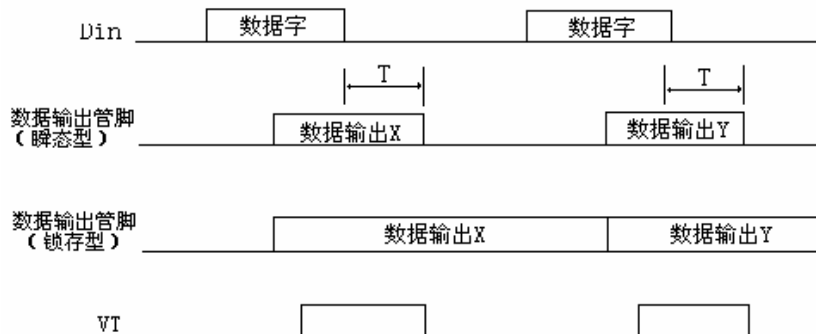 Din 数据字 数据字
T T
数据输出管脚
(瞬态型) 数据输出X 数据输出Y
数据输出管脚
(锁存型) 数据输出X 数据输出Y
VT